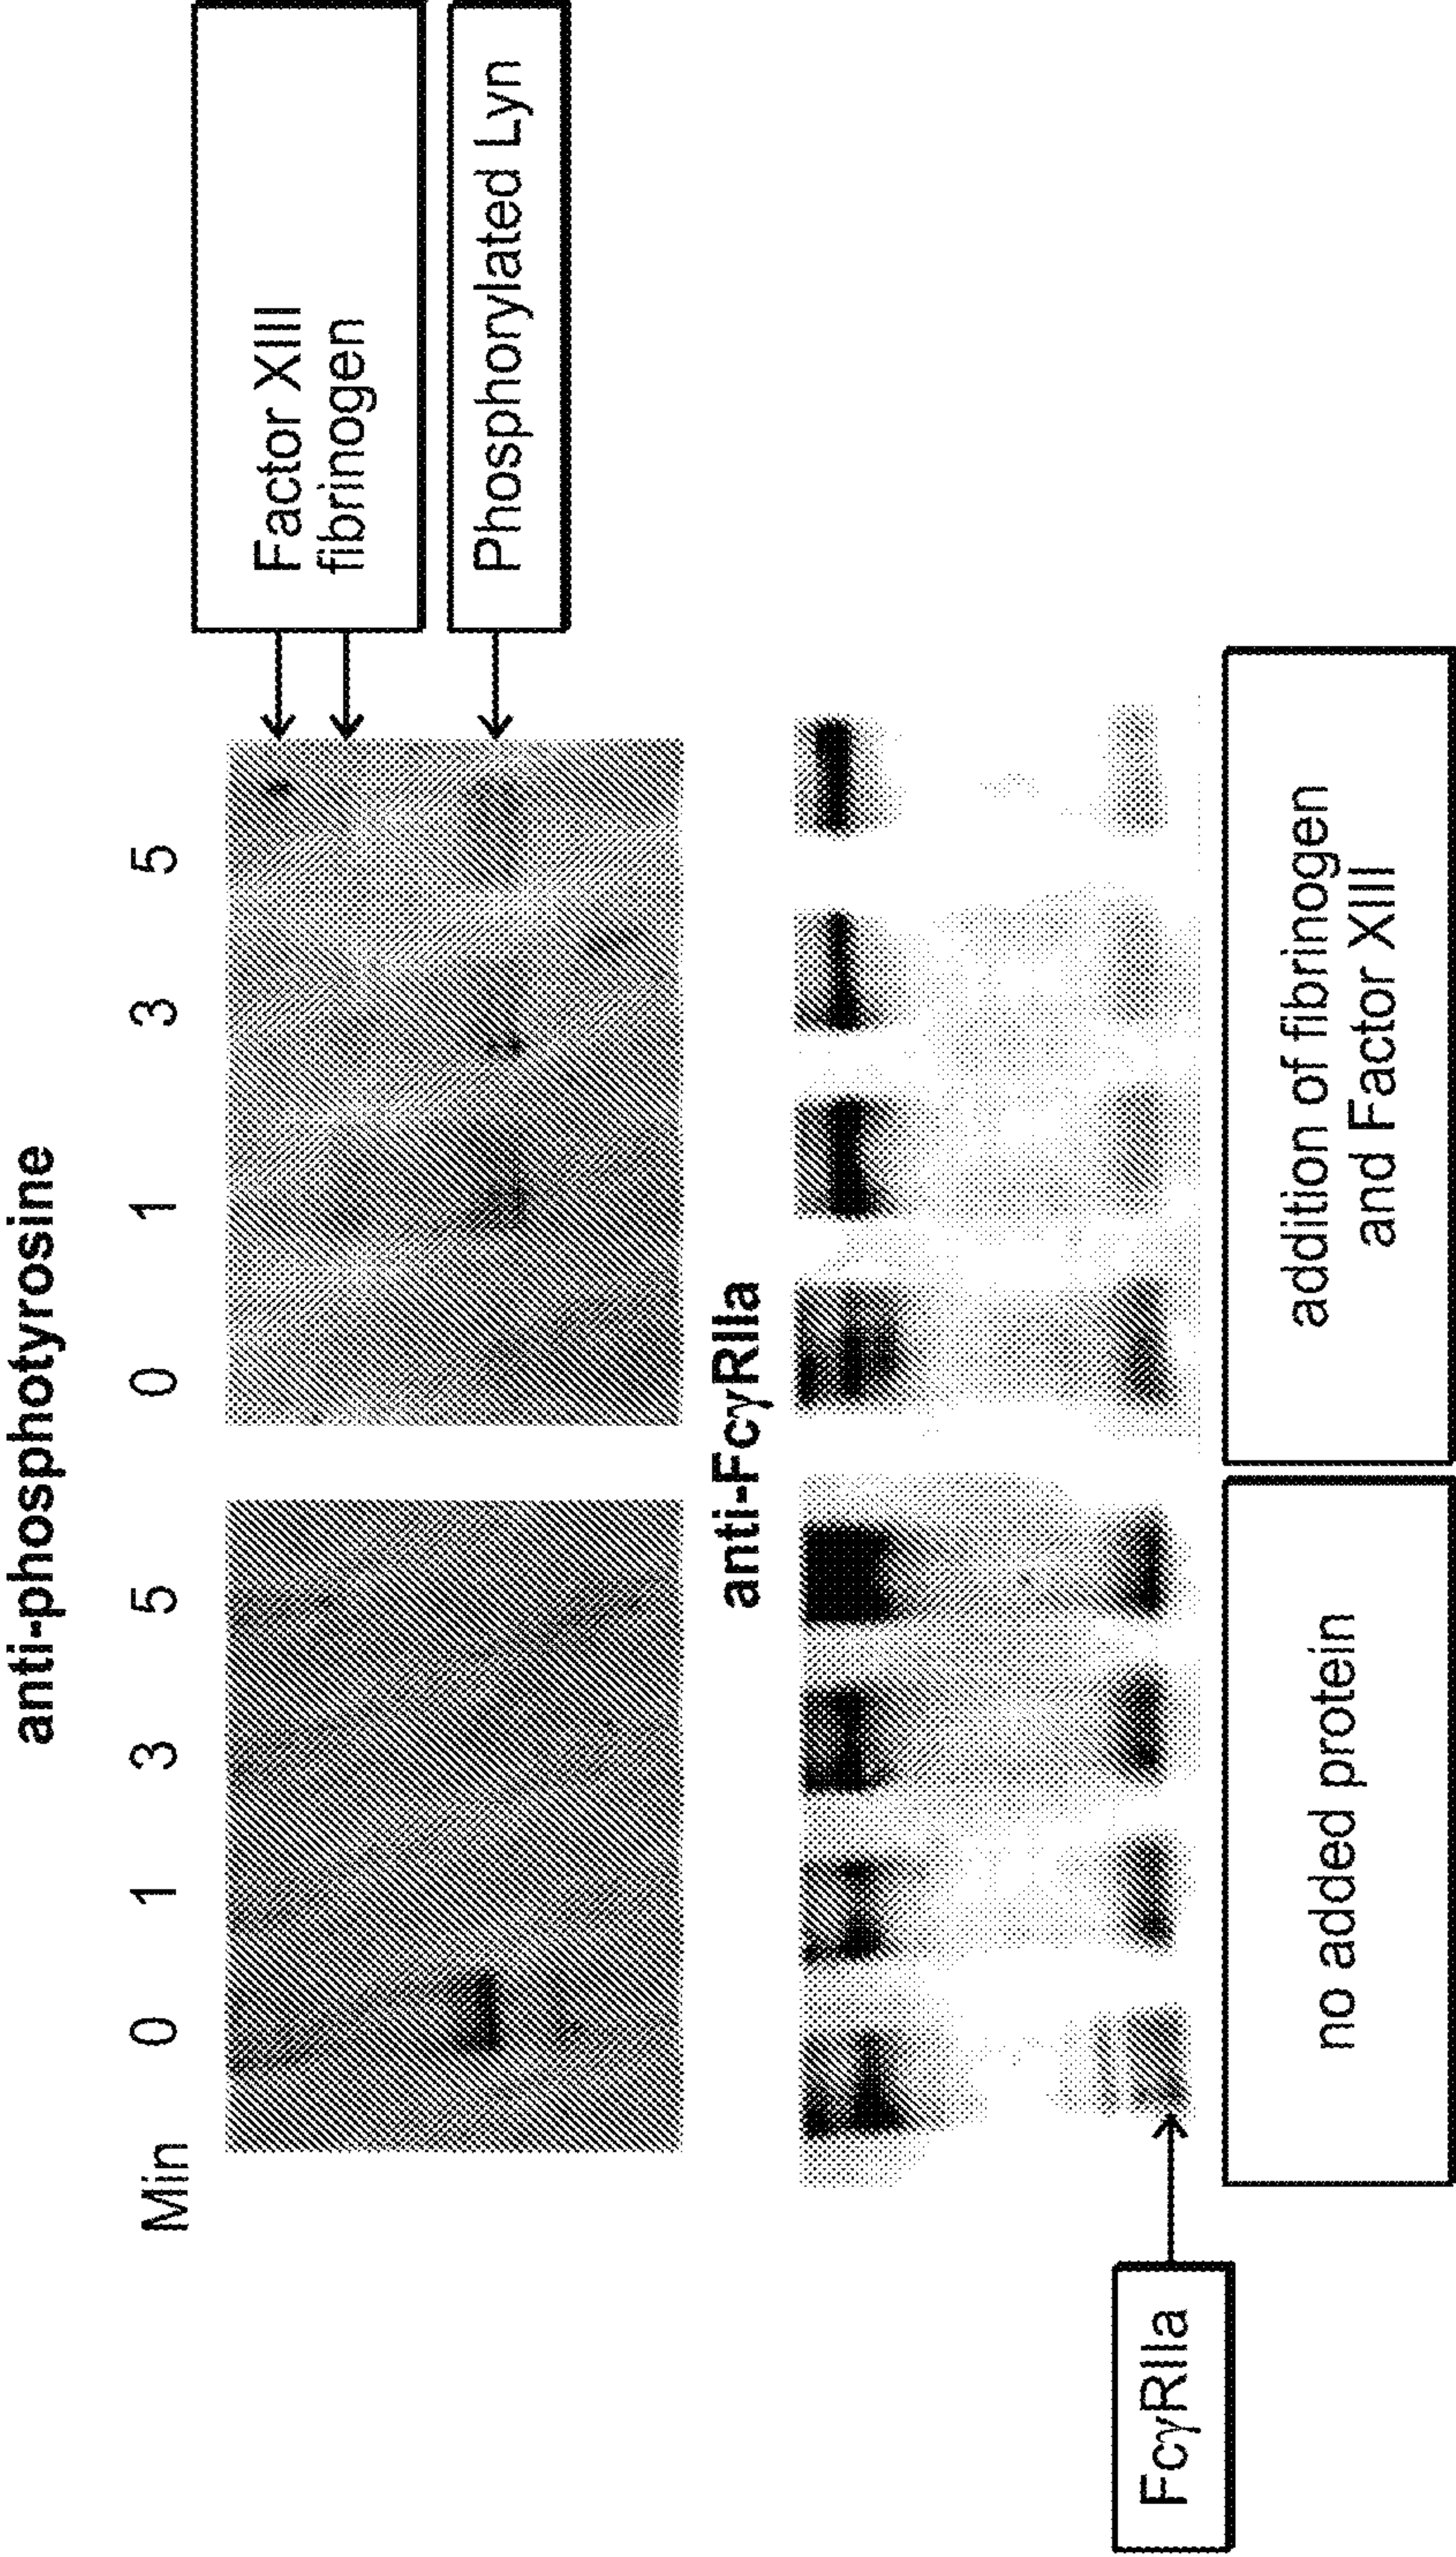 anti-phosphotyrosine
Min 0 1 3 5 0 1 3 5
Factor XIII
fibrinogen
Phosphorylated Lyn
anti-FcγRIIa
FcγRIIa
no added protein
addition of fibrinogen
and Factor XIII